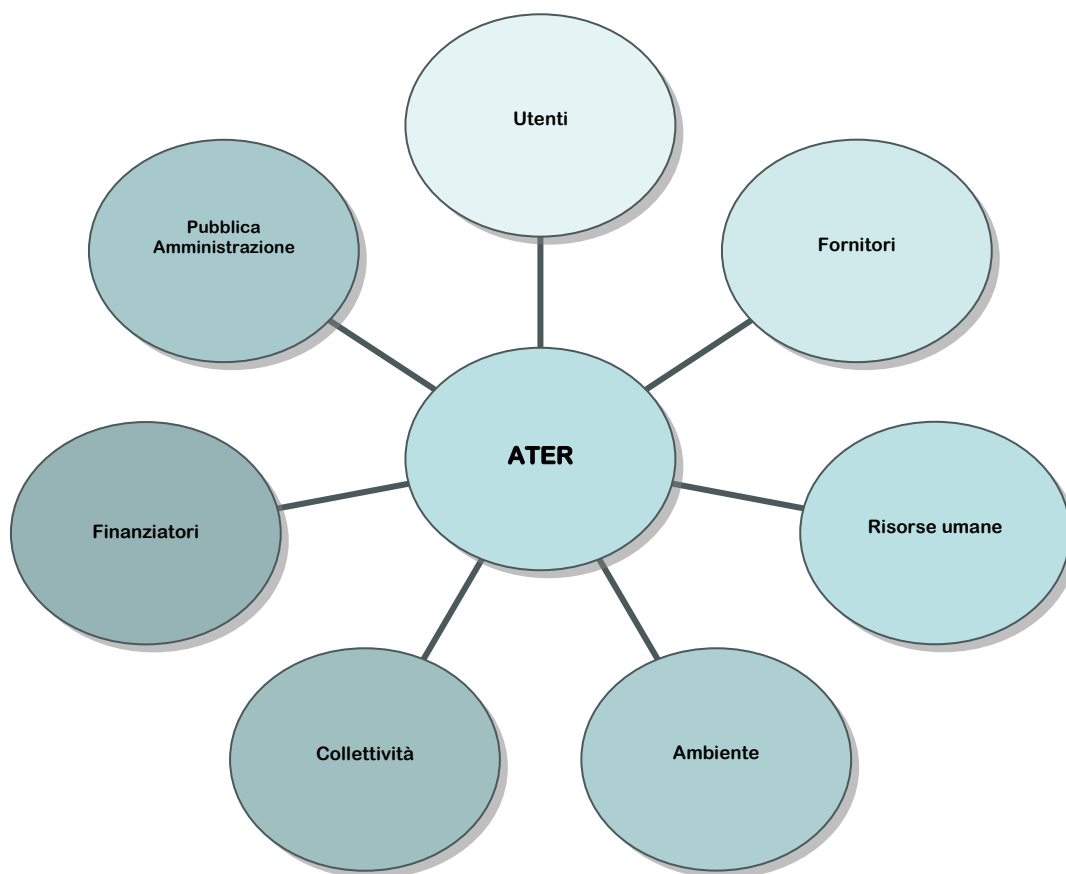 Utenti
Pubblica
Amministrazione
Fornitori
ATER
Finanziatori
Risorse umane
Collettività
Ambiente